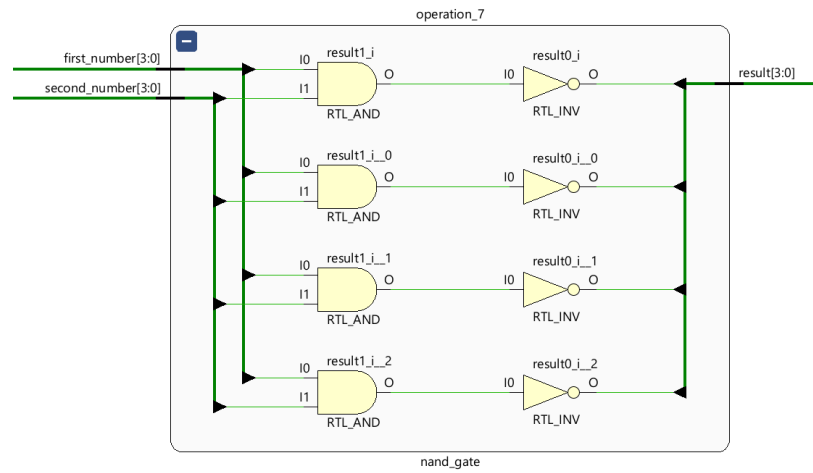 operation_7
first_number[3:0]
second_number[3:0]
result[3:0]
result1_i
I0
I1
O
RTL_AND
result0_i
I0
O
RTL_INV
result1_i__0
I0
I1
O
RTL_AND
result0_i__0
I0
O
RTL_INV
result1_i__1
I0
I1
O
RTL_AND
result0_i__1
I0
O
RTL_INV
result1_i__2
I0
I1
O
RTL_AND
result0_i__2
I0
O
RTL_INV
nand_gate